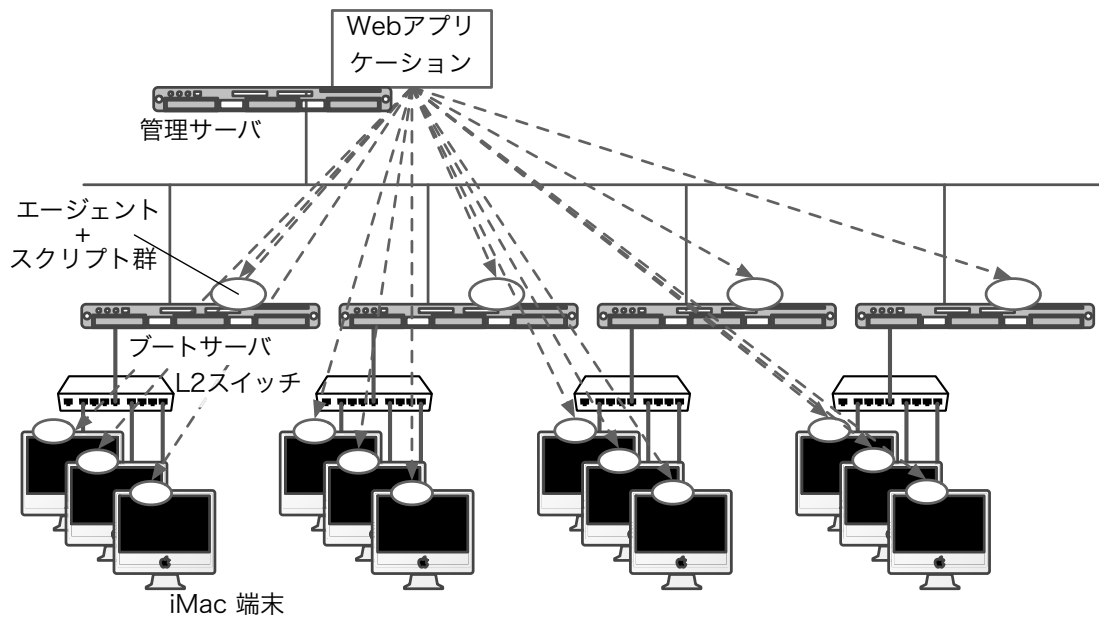 Webアプリ
ケーション
管理サーバ
エージェント
+
スクリプト群
ブートサーバ
L2スイッチ
iMac 端末